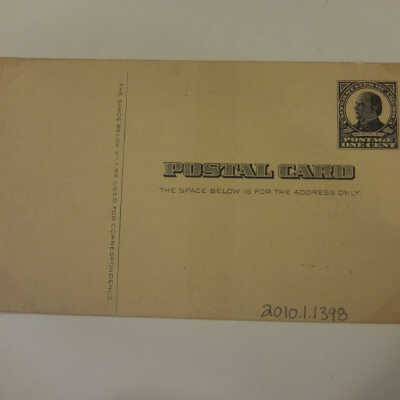 POSTAGE
ONE CENT
POSTAL CARD
THE SPACE BELOW IS FOR THE ADDRESS ONLY.
THE SPACE BELOW MAY BE USED FOR CORRESPONDENCE.
2010.1.1398